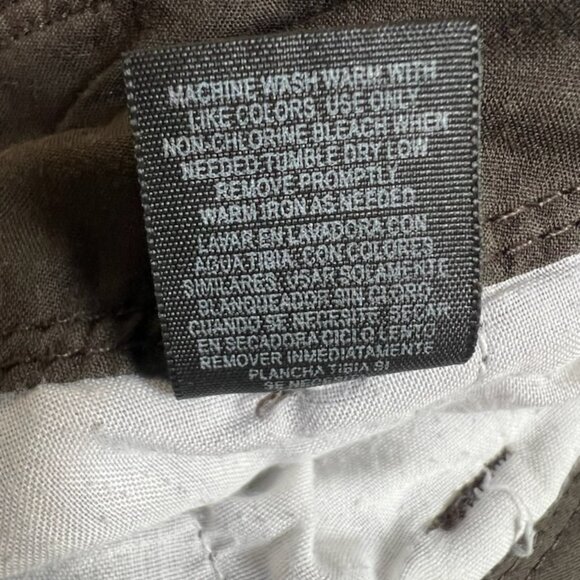 MACHINE WASH WARM WITH
LIKE COLORS, USE ONLY
NON-CHLORINE BLEACH WHEN
NEEDED TUMBLE DRY LOW
REMOVE PROMPTLY
WARM IRON AS NEEDED
LAVAR EN LAVADORA CON
AGUA TIBIA; CON COLORES
SIMILARES; USAR SOLAMENTE
BLANQUEADOR SIN CLORO
CUANDO SE NECESITE, SECAR
EN SECADORA CICLO LENTO
REMOVER INMEDIATAMENTE
PLANCHA TIBIA SI
SE